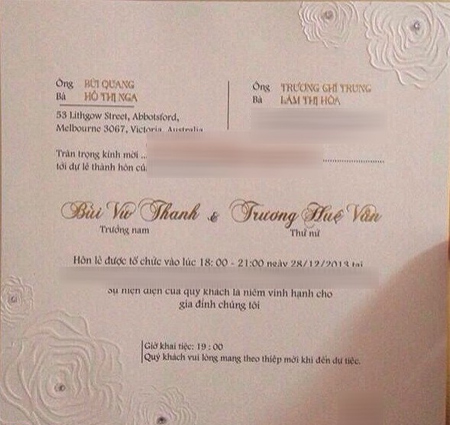 Ông BÙI QUANG
Bà HỒ THỊ NGA
53 Lithgow Street, Abbotsford,
Melbourne 3067, Victoria, Australia
Ông TRƯƠNG GHÍ TRUNG
Bà LÂM THỊ HÒA
Trân trọng kính mời ..
tới dự lễ thành hôn củ
Bùi Vũ Thanh & Trương Huệ Vân
Trưởng nam
Thứ nữ
Hôn lễ được tổ chức vào lúc 18: 00 - 21:00 ngày 28/12/2013 tại
Sự hiện diện của quý khách là niềm vinh hạnh cho
gia đình chúng tôi
Giờ khai tiệc: 19 : 00
Quý khách vui lòng mang theo thiệp mời khi đến dự tiệc.